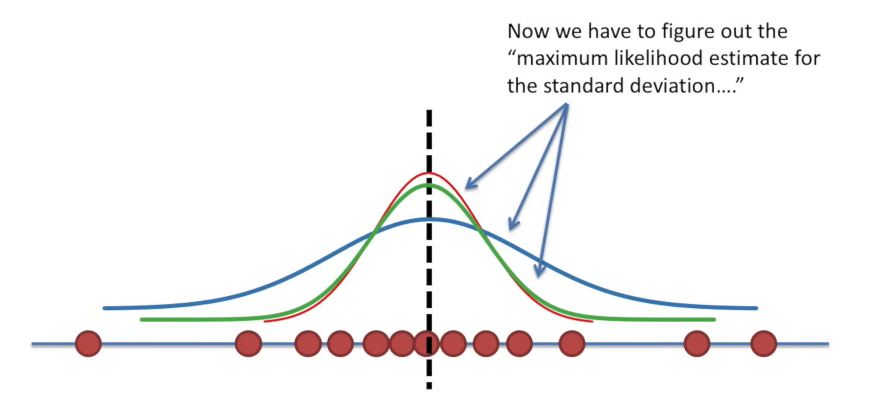 Now we have to figure out the
“maximum likelihood estimate for
the standard deviation….”